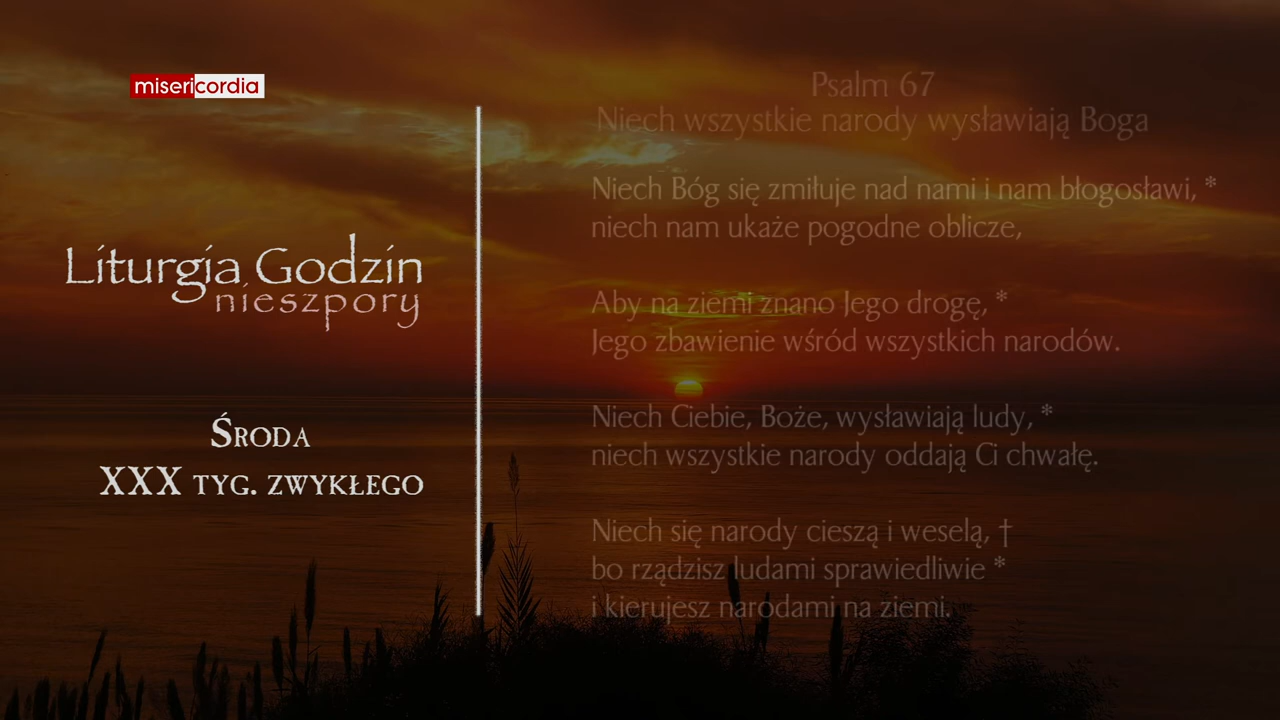 misericordia
Liturgia Godzin
nieszpory
Środa
XXX tyg. zwykłego
Psalm 67
Niech wszystkie narody wysławiają Boga
Niech Bóg się zmiłuje nad nami i nam błogosławi, *
niech nam ukaże pogodne oblicze,
Aby na ziemi znano Jego drogę, *
Jego zbawienie wśród wszystkich narodów.
Niech Ciebie, Boże, wysławiają ludy, *
niech wszystkie narody oddają Ci chwałę.
Niech się narody cieszą i weselą, †
bo rządzisz ludami sprawiedliwie *
i kierujesz narodami na ziemi.